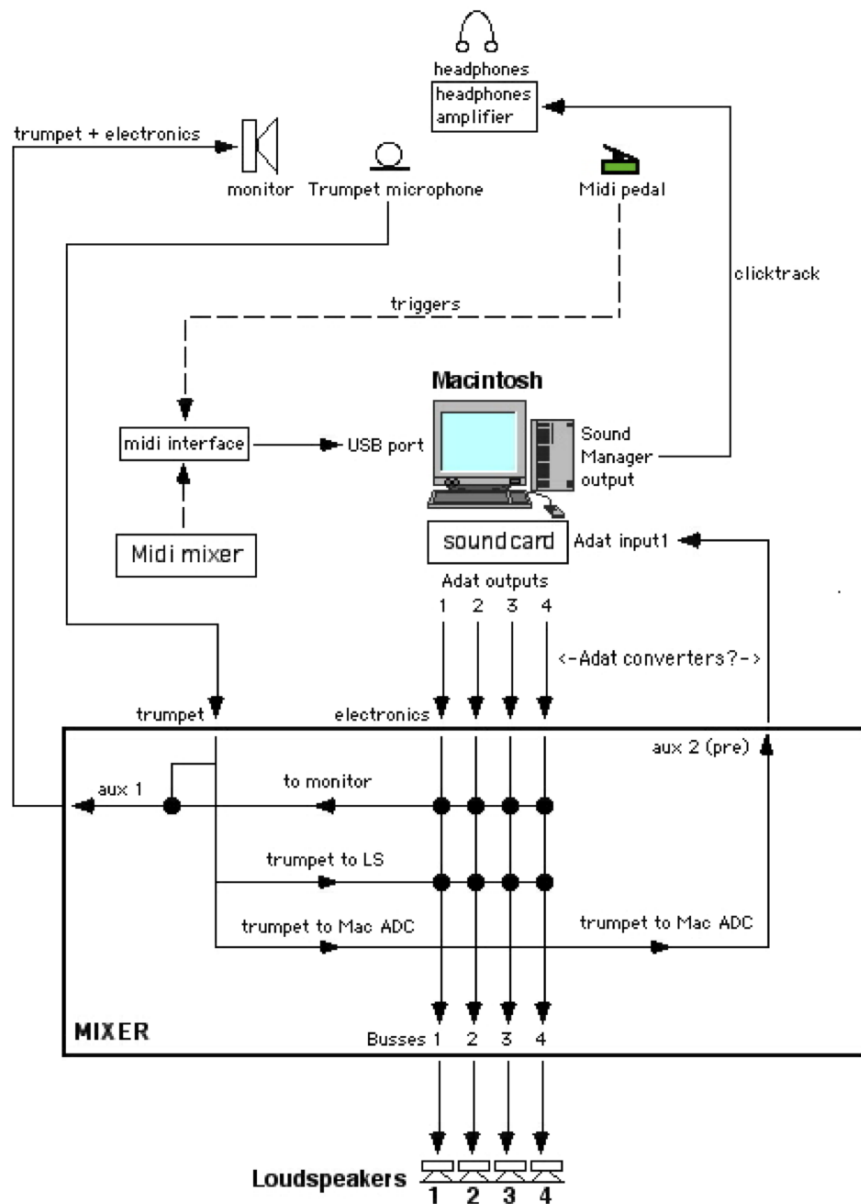 headphones
headphones
amplifier
trumpet + electronics
monitor
Trumpet microphone
Midi pedal
clicktrack
triggers
Macintosh
midi interface
USB port
Sound
Manager
output
Midi mixer
soundcard
Adat input1
Adat outputs
1 2 3 4
<-Adat converters?->
trumpet
electronics
aux 2 (pre)
aux 1
to monitor
trumpet to LS
trumpet to Mac ADC
trumpet to Mac ADC
MIXER
Busses 1 2 3 4
Loudspeakers
1 2 3 4